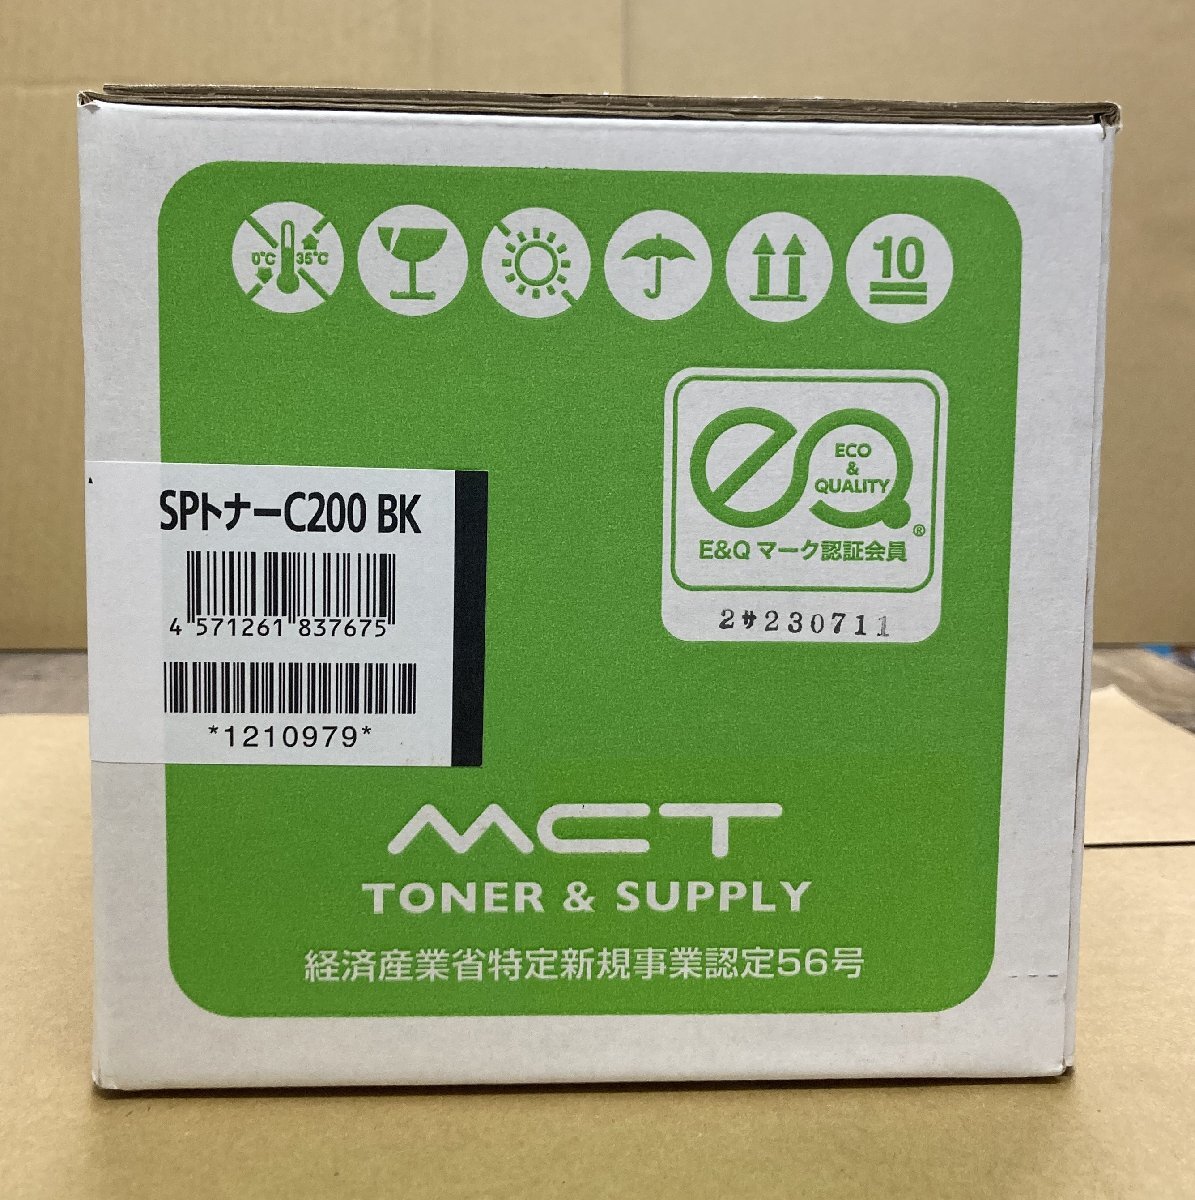 0℃ 35℃
10
ECO
&
QUALITY
®
E&Q マーク認証会員
2サ230711
SPトナーC200 BK
4 571261 837675
*1210979*
MCT
TONER & SUPPLY
経済産業省特定新規事業認定56号